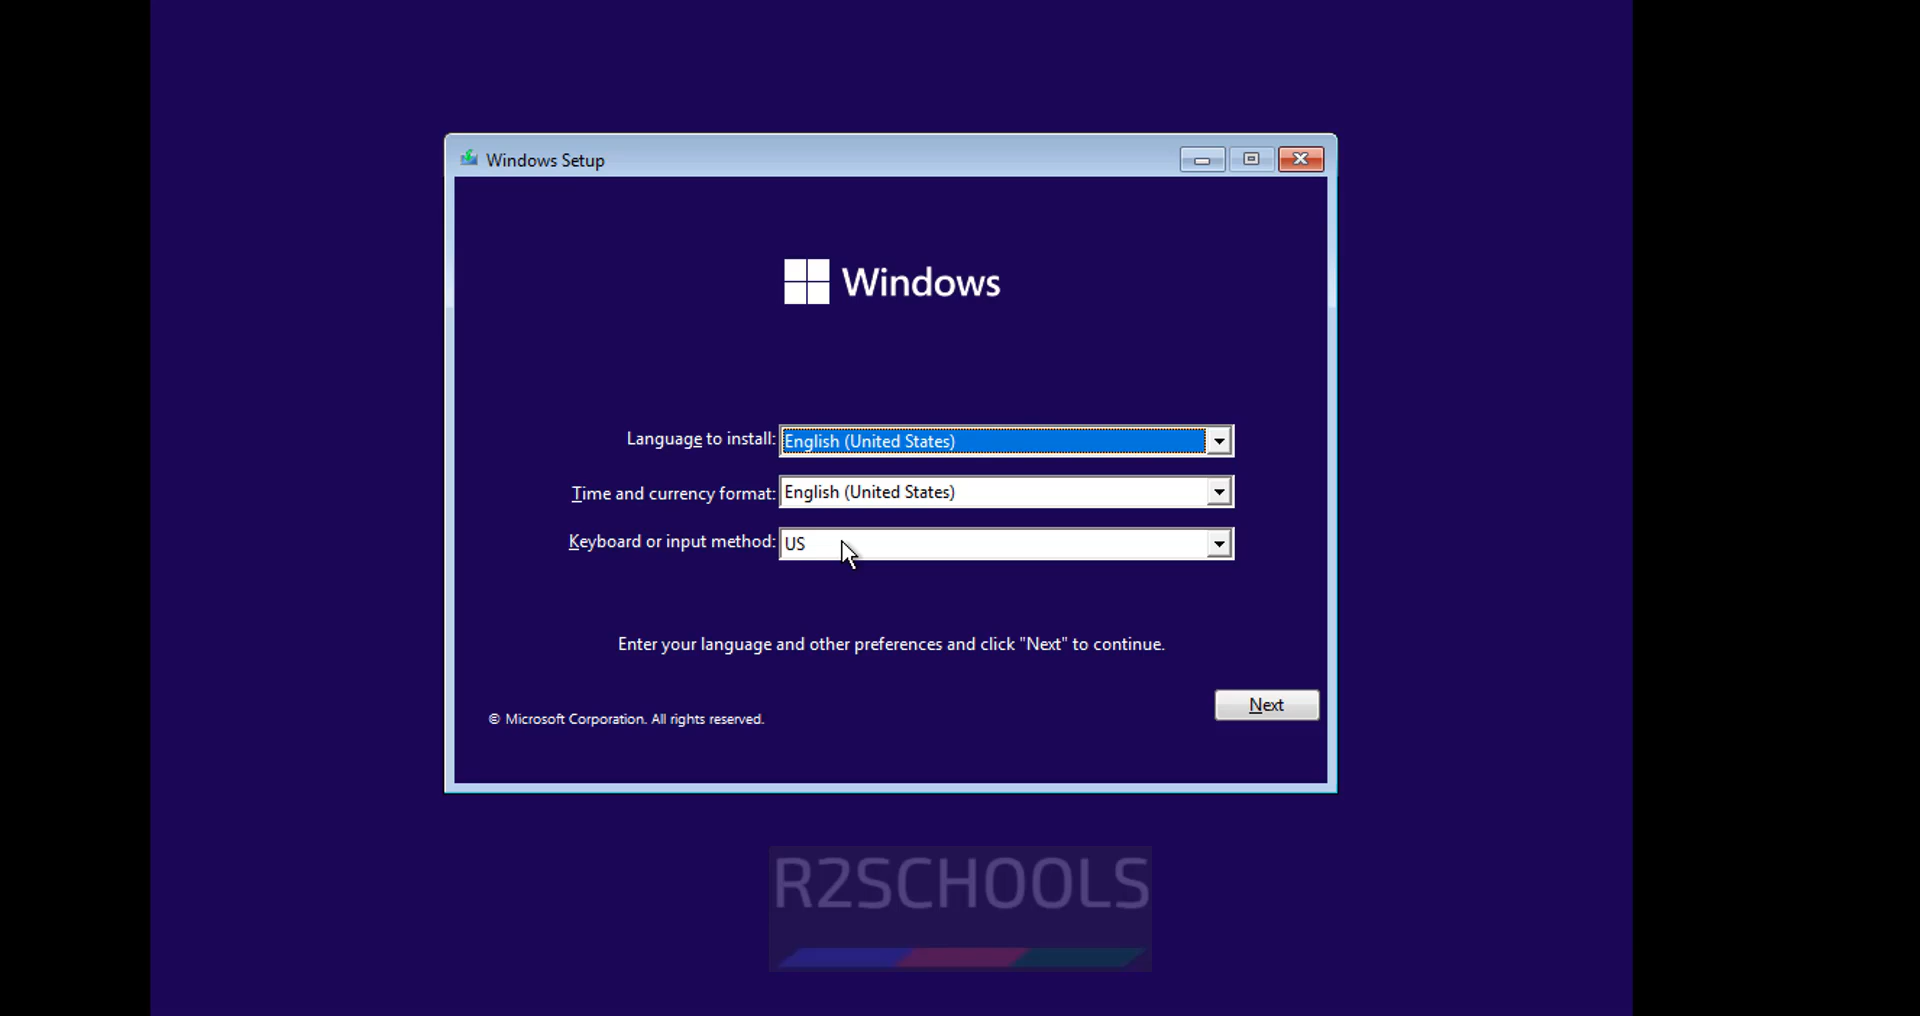 Windows Setup
Windows
Language to install: English (United States)
Time and currency format: English (United States)
Keyboard or input method: US
Enter your language and other preferences and click "Next" to continue.
Next
© Microsoft Corporation. All rights reserved.
R2SCHOOLS